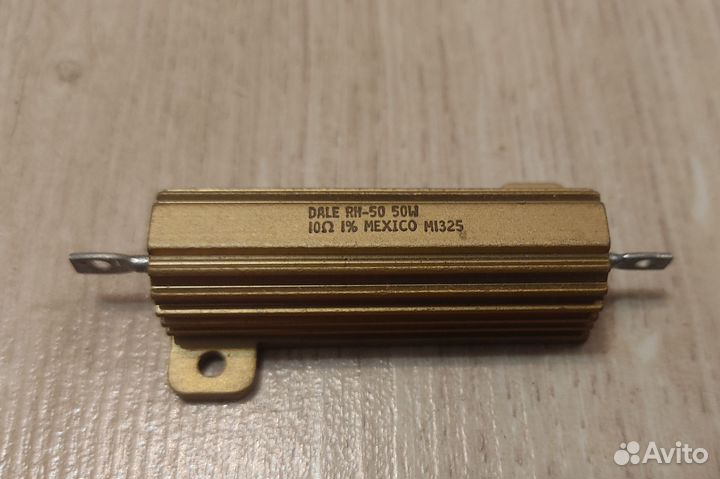 DALE RH-50 50W
10Ω 1% MEXICO M1325
Avito